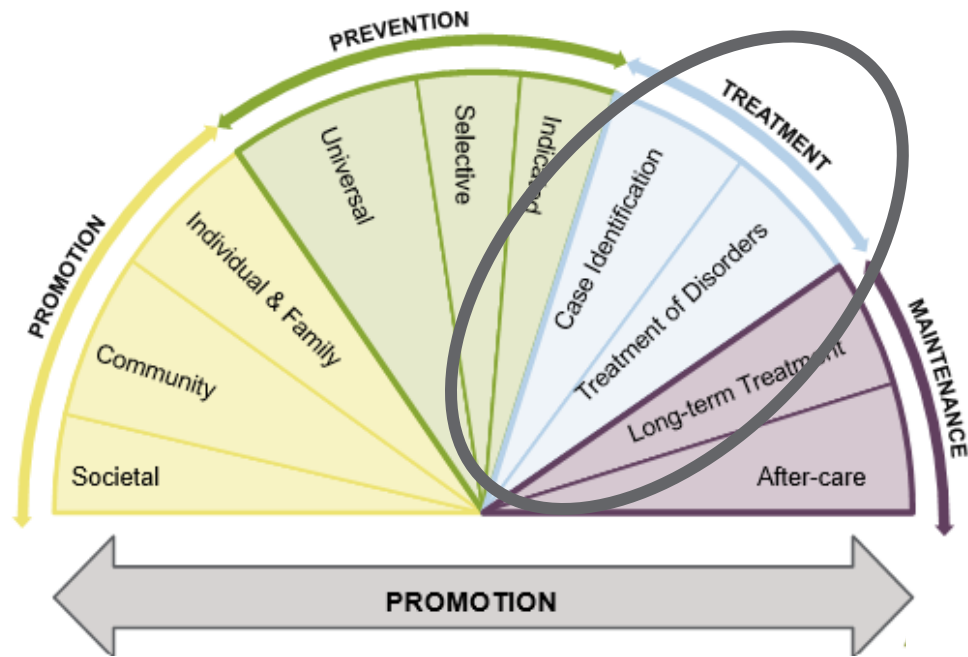 PREVENTION
TREATMENT
PROMOTION
MAINTENANCE
Societal
Community
Individual & Family
Universal
Selective
Indicated
Case Identification
Treatment of Disorders
Long-term Treatment
After-care
PROMOTION